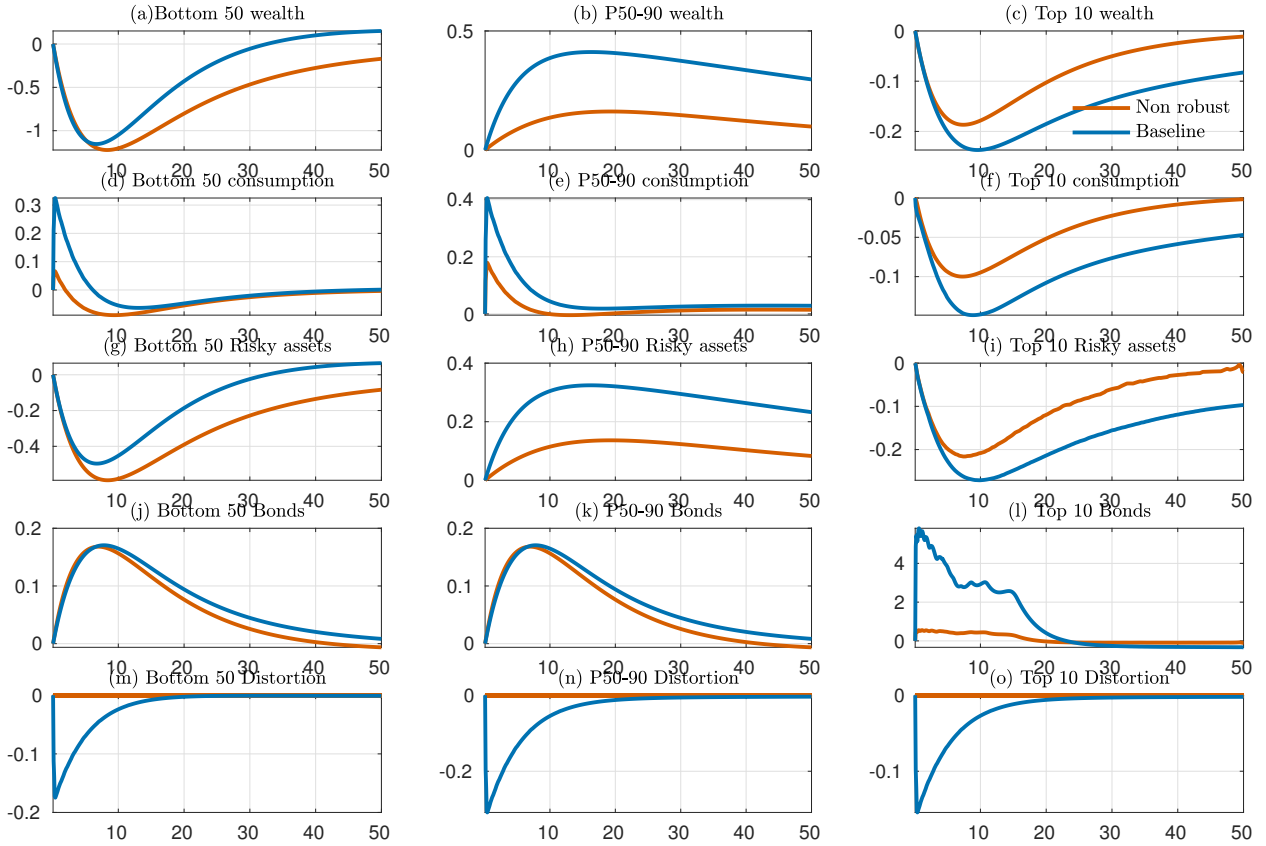 (a)Bottom 50 wealth
0
-0.5
-1
10 20 30 40 50
(b) P50-90 wealth
0.5
0
10 20 30 40 50
(c) Top 10 wealth
0
-0.1
-0.2
Non robust
Baseline
10 20 30 40 50
(d) Bottom 50 consumption
0.3
0.2
0.1
0
10 20 30 40 50
(e) P50-90 consumption
0.4
0.2
0
10 20 30 40 50
(f) Top 10 consumption
0
-0.05
-0.1
10 20 30 40 50
(g) Bottom 50 Risky assets
0
-0.2
-0.4
10 20 30 40 50
(h) P50-90 Risky assets
0.4
0.2
0
10 20 30 40 50
(i) Top 10 Risky assets
0
-0.1
-0.2
10 20 30 40 50
(j) Bottom 50 Bonds
0.2
0.1
0
10 20 30 40 50
(k) P50-90 Bonds
0.2
0.1
0
10 20 30 40 50
(l) Top 10 Bonds
4
2
0
10 20 30 40 50
(m) Bottom 50 Distortion
0
-0.1
-0.2
10 20 30 40 50
(n) P50-90 Distortion
0
-0.2
10 20 30 40 50
(o) Top 10 Distortion
0
-0.1
10 20 30 40 50